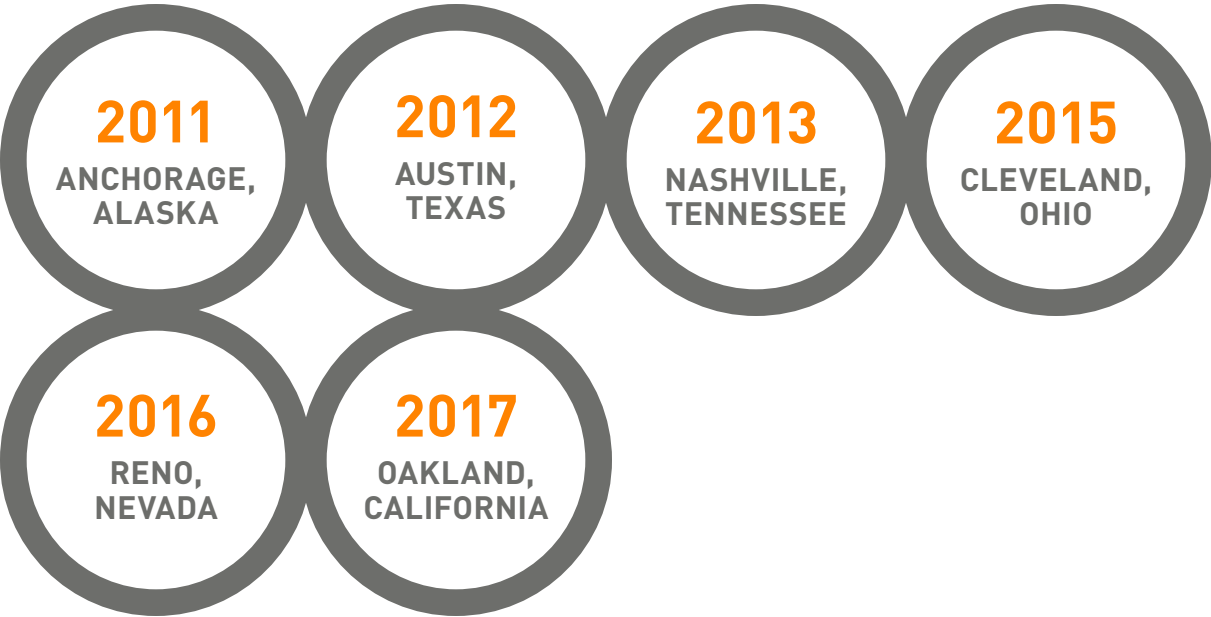 2011
ANCHORAGE,
ALASKA
2012
AUSTIN,
TEXAS
2013
NASHVILLE,
TENNESSEE
2015
CLEVELAND,
OHIO
2016
RENO,
NEVADA
2017
OAKLAND,
CALIFORNIA